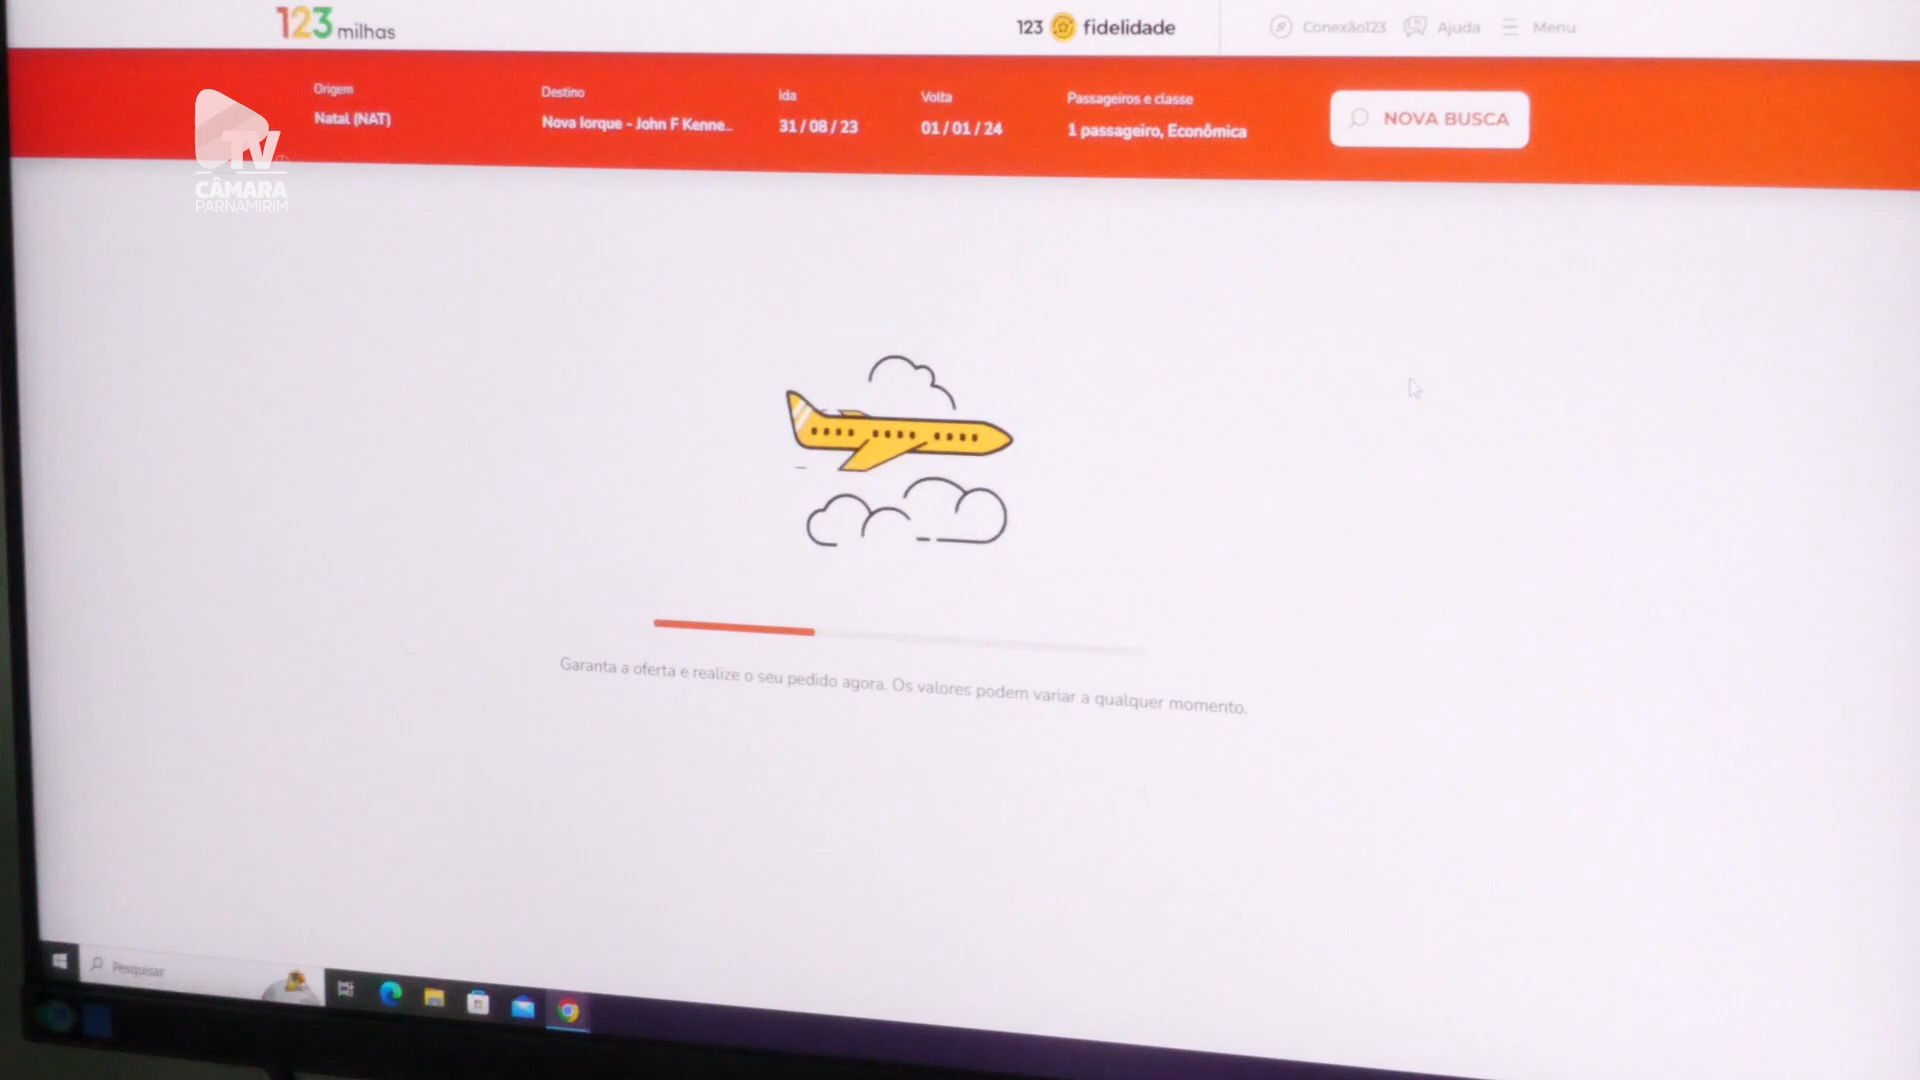 123 milhas
123 fidelidade
Conexão123
Ajuda
Menu
Origem
Natal (NAT)
Destino
Nova Iorque - John F Kenne...
Ida
31 / 08 / 23
Volta
01 / 01 / 24
Passageiros e classe
1 passageiro, Econômica
NOVA BUSCA
TV
CÂMARA
PARNAMIRIM
Garanta a oferta e realize o seu pedido agora. Os valores podem variar a qualquer momento.
Pesquisar